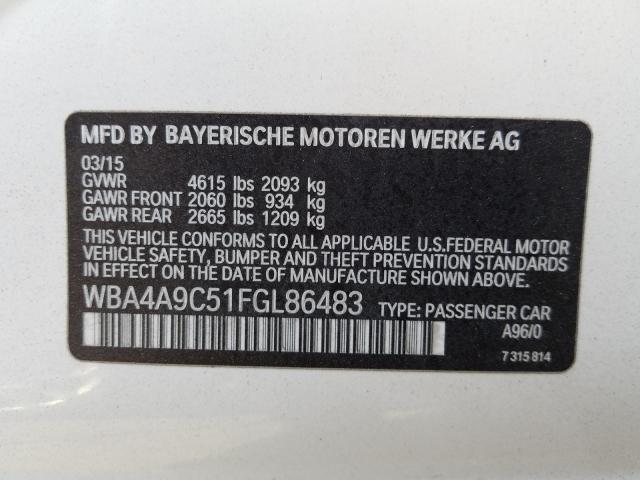 MFD BY BAYERISCHE MOTOREN WERKE AG
03/15
GVWR 4615 lbs 2093 kg
GAWR FRONT 2060 lbs 934 kg
GAWR REAR 2665 lbs 1209 kg
THIS VEHICLE CONFORMS TO ALL APPLICABLE U.S.FEDERAL MOTOR
VEHICLE SAFETY, BUMPER AND THEFT PREVENTION STANDARDS
IN EFFECT ON THE DATE OF MANUFACTURE SHOWN ABOVE.
WBA4A9C51FGL86483 TYPE: PASSENGER CAR
A96/0
7 315 814